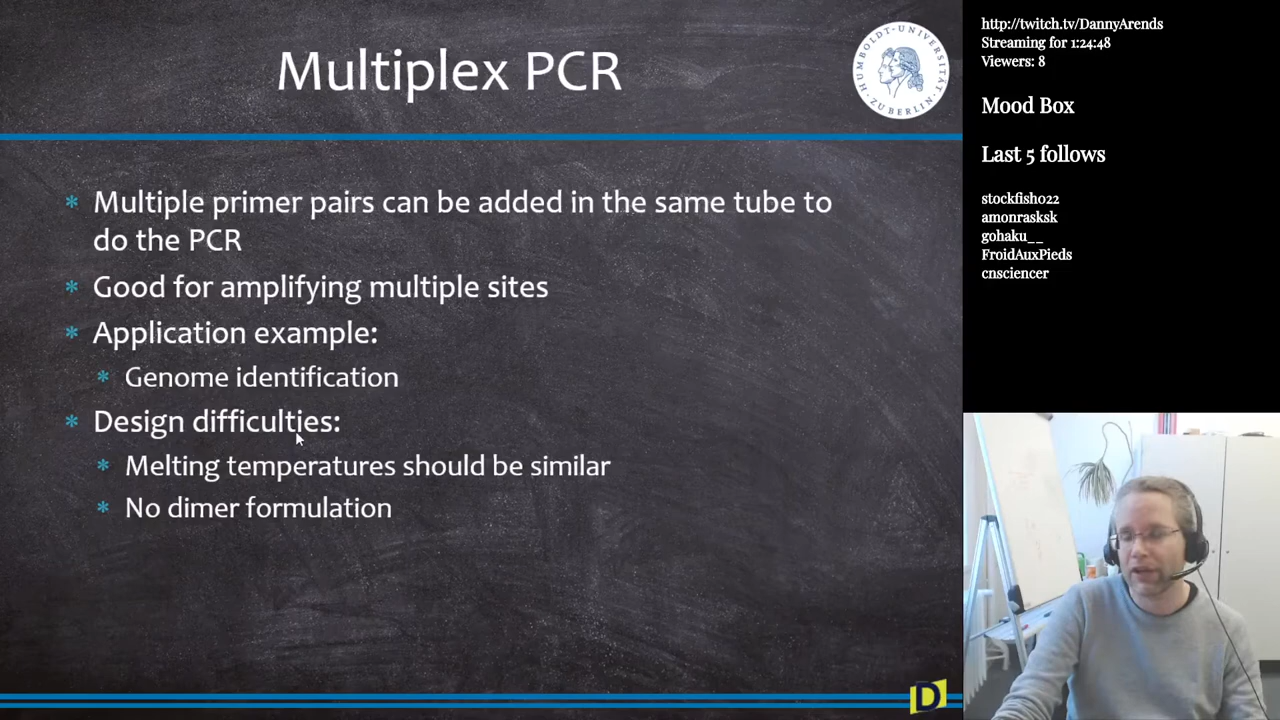 Multiplex PCR
HUMBOLDT-UNIVERSITÄT
ZU BERLIN
* Multiple primer pairs can be added in the same tube to
do the PCR
* Good for amplifying multiple sites
* Application example:
* Genome identification
* Design difficulties:
* Melting temperatures should be similar
* No dimer formulation
D
http://twitch.tv/DannyArends
Streaming for 1:24:48
Viewers: 8
Mood Box
Last 5 follows
stockfish022
amonrasksk
gohaku__
FroidAuxPieds
cnsciencer